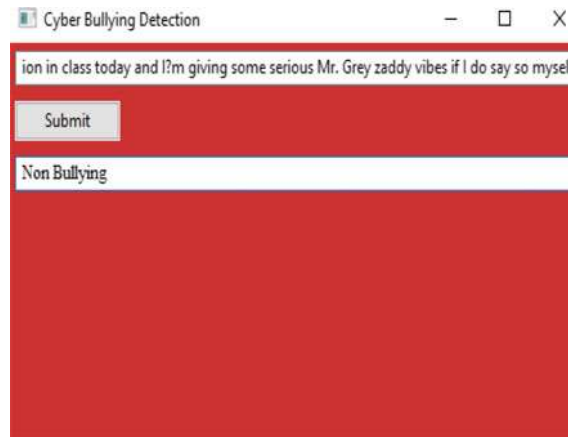 Cyber Bullying Detection
ion in class today and I?m giving some serious Mr. Grey zaddy vibes if I do say so mysel
Submit
Non Bullying